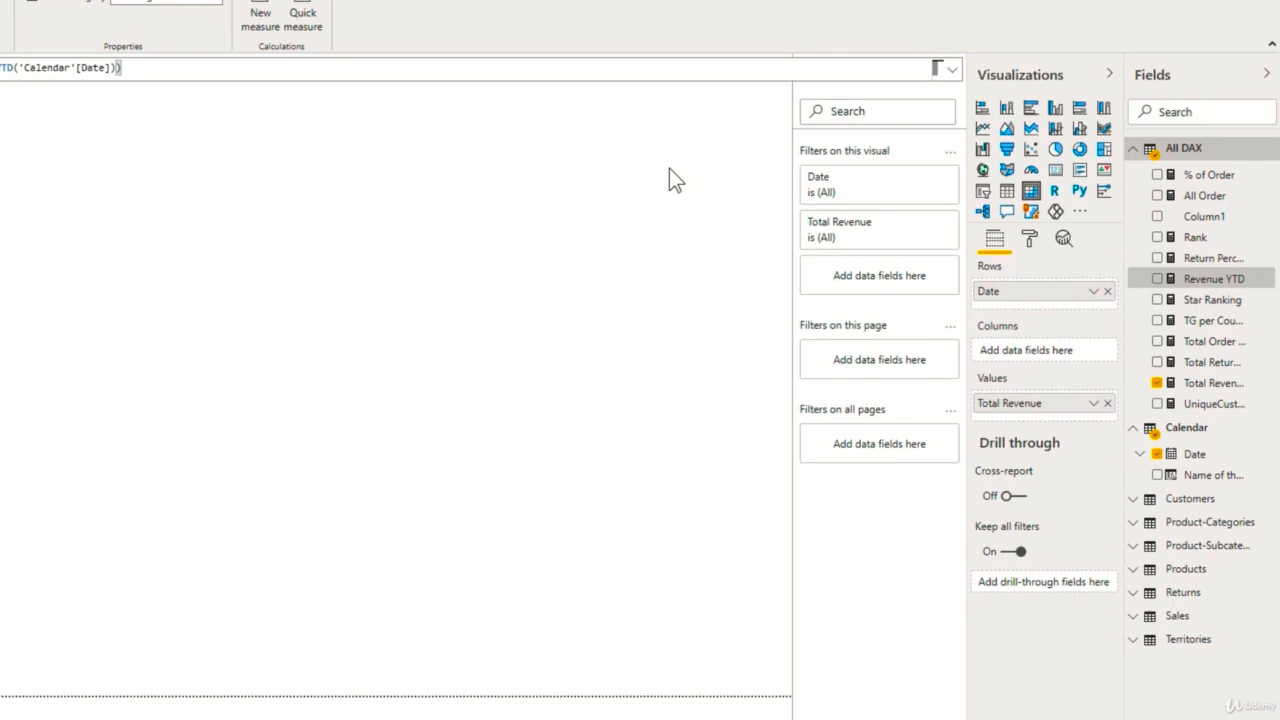 New
measure
Quick
measure
Properties
Calculations
TD('Calendar'[Date]))
Search
Filters on this visual
...
Date
is (All)
Total Revenue
is (All)
Add data fields here
Filters on this page
...
Add data fields here
Filters on all pages
...
Add data fields here
Visualizations
R
Py
...
Rows
Date
Columns
Add data fields here
Values
Total Revenue
Drill through
Cross-report
Off
Keep all filters
On
Add drill-through fields here
Fields
Search
All DAX
% of Order
All Order
Column1
Rank
Return Perc...
Revenue YTD
Star Ranking
TG per Cou...
Total Order ...
Total Retur...
Total Reven...
UniqueCust...
Calendar
Date
Name of th...
Customers
Product-Categories
Product-Subcate...
Products
Returns
Sales
Territories
Udemy